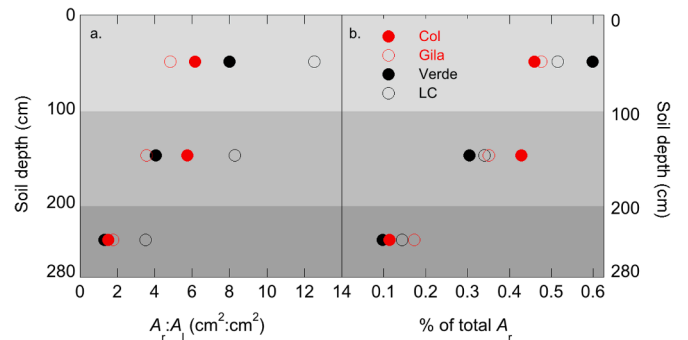 0
a.
b.
0
Col
Gila
Verde
LC
100
100
200
200
280
280
Soil depth (cm)
Soil depth (cm)
0 2 4 6 8 10 12 14
0.1 0.2 0.3 0.4 0.5 0.6
Ar:Al (cm2:cm2)
% of total Ar